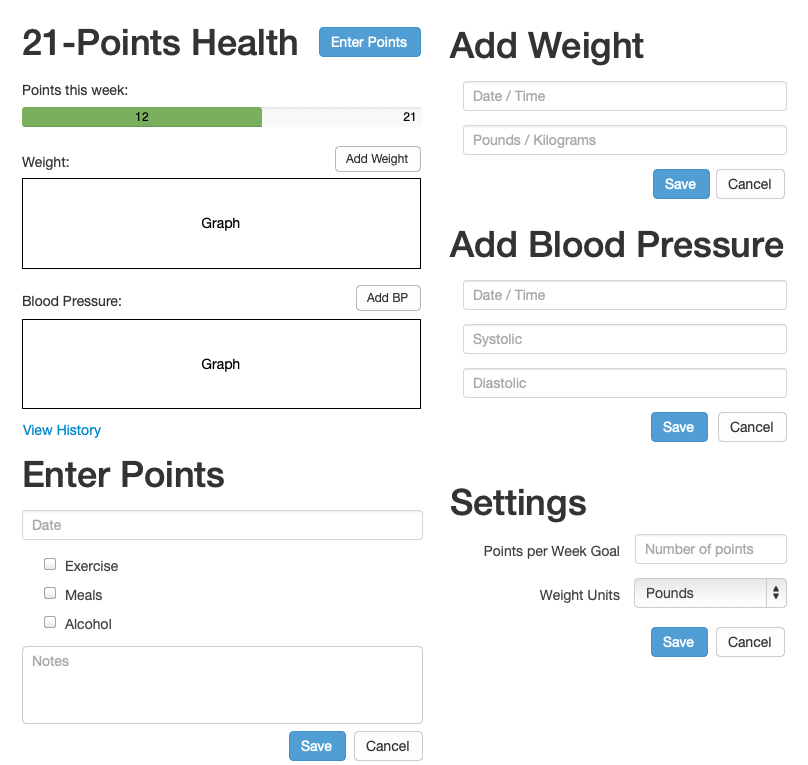 21-Points Health
Enter Points
Points this week:
12
21
Weight:
Add Weight
Graph
Blood Pressure:
Add BP
Graph
View History
Enter Points
Date
Exercise
Meals
Alcohol
Notes
Save
Cancel
Add Weight
Date / Time
Pounds / Kilograms
Save
Cancel
Add Blood Pressure
Date / Time
Systolic
Diastolic
Save
Cancel
Settings
Points per Week Goal
Number of points
Weight Units
Pounds
Save
Cancel